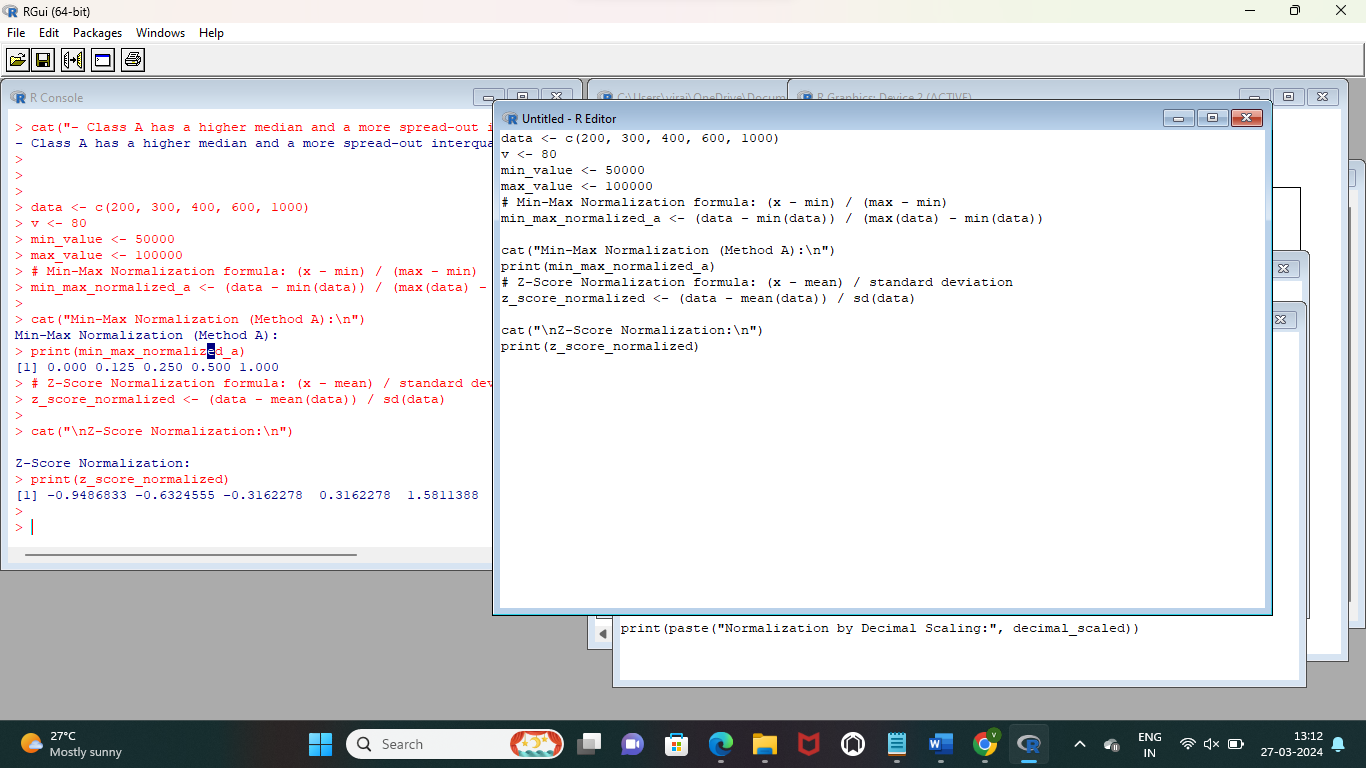 RGui (64-bit)
File Edit Packages Windows Help
R Console
> cat("- Class A has a higher median and a more spread-out
- Class A has a higher median and a more spread-out
>
>
>
> data <- c(200, 300, 400, 600, 1000)
> v <- 80
> min_value <- 50000
> max_value <- 100000
> # Min-Max Normalization formula: (x - min) / (max - min)
> min_max_normalized_a <- (data - min(data)) / (max(data) -
>
> cat("Min-Max Normalization (Method A):\n")
Min-Max Normalization (Method A):
> print(min_max_normalized_a)
[1] 0.000 0.125 0.250 0.500 1.000
> # Z-Score Normalization formula: (x - mean) / standard
> z_score_normalized <- (data - mean(data)) / sd(data)
>
> cat("\nZ-Score Normalization:\n")
Z-Score Normalization:
> print(z_score_normalized)
[1] -0.9486833 -0.6324555 -0.3162278 0.3162278 1.5811388
>
>
C:\Users\viraj\OneDrive\Docum
R Graphics: Device 2 (ACTIVE)
Untitled - R Editor
data <- c(200, 300, 400, 600, 1000)
v <- 80
min_value <- 50000
max_value <- 100000
# Min-Max Normalization formula: (x - min) / (max - min)
min_max_normalized_a <- (data - min(data)) / (max(data) - min(data))
cat("Min-Max Normalization (Method A):\n")
print(min_max_normalized_a)
# Z-Score Normalization formula: (x - mean) / standard deviation
z_score_normalized <- (data - mean(data)) / sd(data)
cat("\nZ-Score Normalization:\n")
print(z_score_normalized)
print(paste("Normalization by Decimal Scaling:", decimal_scaled))
27°C
Mostly sunny
Search
ENG
IN
13:12
27-03-2024